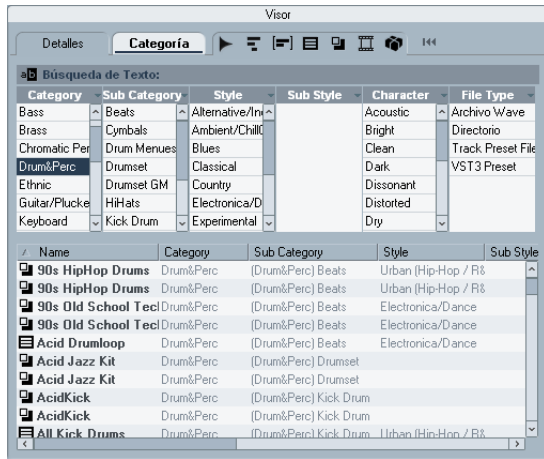 Visor
Detalles Categoría
ab Búsqueda de Texto:
Category Sub Category Style Sub Style Character File Type
Bass Beats Alternative/In Acoustic Archivo Wave
Brass Cymbals Ambient/Chill Bright Directorio
Chromatic Per Drum Menues Blues Clean Track Preset File
Drum&Perc Drumset Classical Dark VST3 Preset
Ethnic Drumset GM Country Dissonant
Guitar/Plucke HiHats Electronica/D Distorted
Keyboard Kick Drum Experimental Dry
Name Category Sub Category Style Sub Style
90s HipHop Drums Drum&Perc (Drum&Perc) Beats Urban (Hip-Hop / R&
90s HipHop Drums Drum&Perc (Drum&Perc) Beats Urban (Hip-Hop / R&
90s Old School Tec Drum&Perc (Drum&Perc) Beats Electronica/Dance
90s Old School Tec Drum&Perc (Drum&Perc) Beats Electronica/Dance
Acid Drumloop Drum&Perc (Drum&Perc) Beats Electronica/Dance
Acid Jazz Kit Drum&Perc (Drum&Perc) Drumset
Acid Jazz Kit Drum&Perc (Drum&Perc) Drumset
AcidKick Drum&Perc (Drum&Perc) Kick Drum
AcidKick Drum&Perc (Drum&Perc) Kick Drum
All Kick Drums Drum&Perc (Drum&Perc) Kick Drum Urban (Hip-Hop / R&